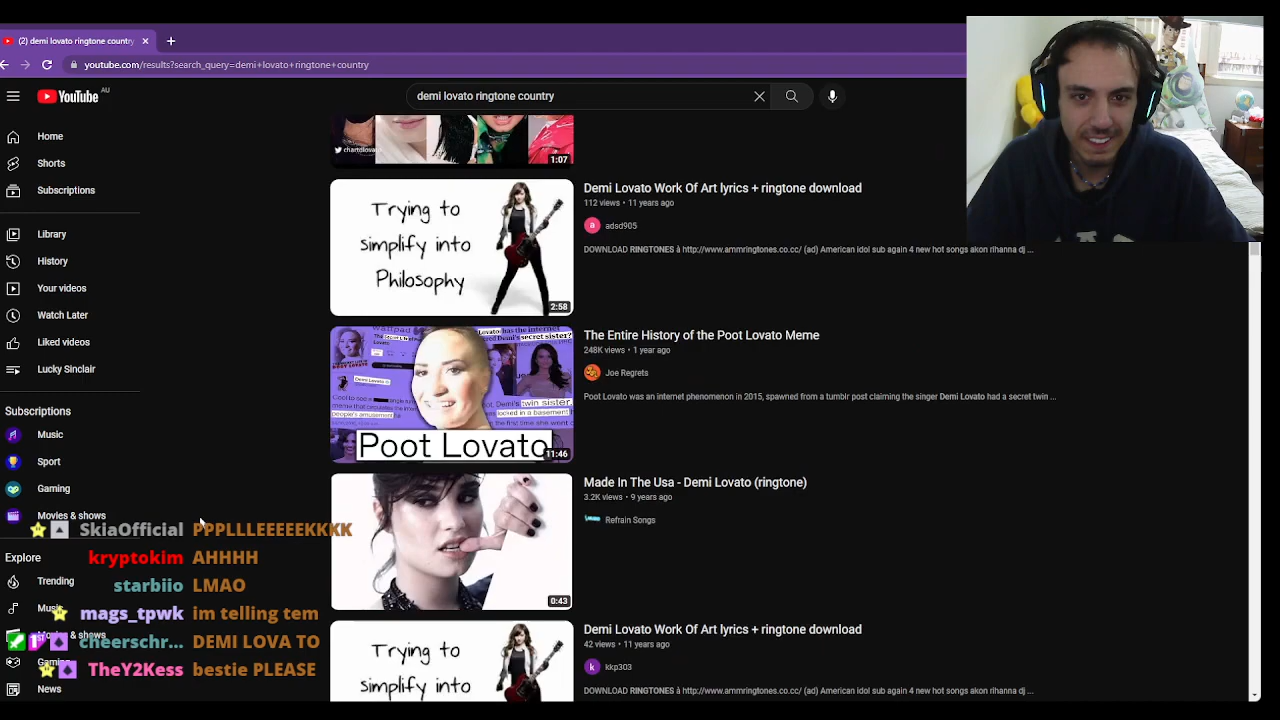 (2) demi lovato ringtone country
youtube.com/results?search_query=demi+lovato+ringtone+country
YouTube AU
demi lovato ringtone country
Home
Shorts
Subscriptions
Library
History
Your videos
Watch Later
Liked videos
Lucky Sinclair
Music
Sport
Gaming
Movies & shows
Explore
Trending
News
1:07
Trying to
simplify into
Philosophy
2:58
Demi Lovato Work Of Art lyrics + ringtone download
112 views • 11 years ago
adsd905
DOWNLOAD RINGTONES à http://www.ammringtones.co.cc/ (ad) American idol sub again 4 new hot songs akon rihanna dj ...
Poot Lovato
11:46
The Entire History of the Poot Lovato Meme
248K views • 1 year ago
Joe Regrets
Poot Lovato was an internet phenomenon in 2015, spawned from a tumblr post claiming the singer Demi Lovato had a secret twin ...
0:43
Made In The Usa - Demi Lovato (ringtone)
3.2K views • 9 years ago
Refrain Songs
Trying to
simplify into
Demi Lovato Work Of Art lyrics + ringtone download
42 views • 11 years ago
kkp303
DOWNLOAD RINGTONES à http://www.ammringtones.co.cc/ (ad) American idol sub again 4 new hot songs akon rihanna dj ...
SkiaOfficial PPPLLLEEEEEKKKK
kryptokim AHHHH
starbiio LMAO
mags_tpwk im telling tem
cheerschr... DEMI LOVA TO
TheY2Kess bestie PLEASE